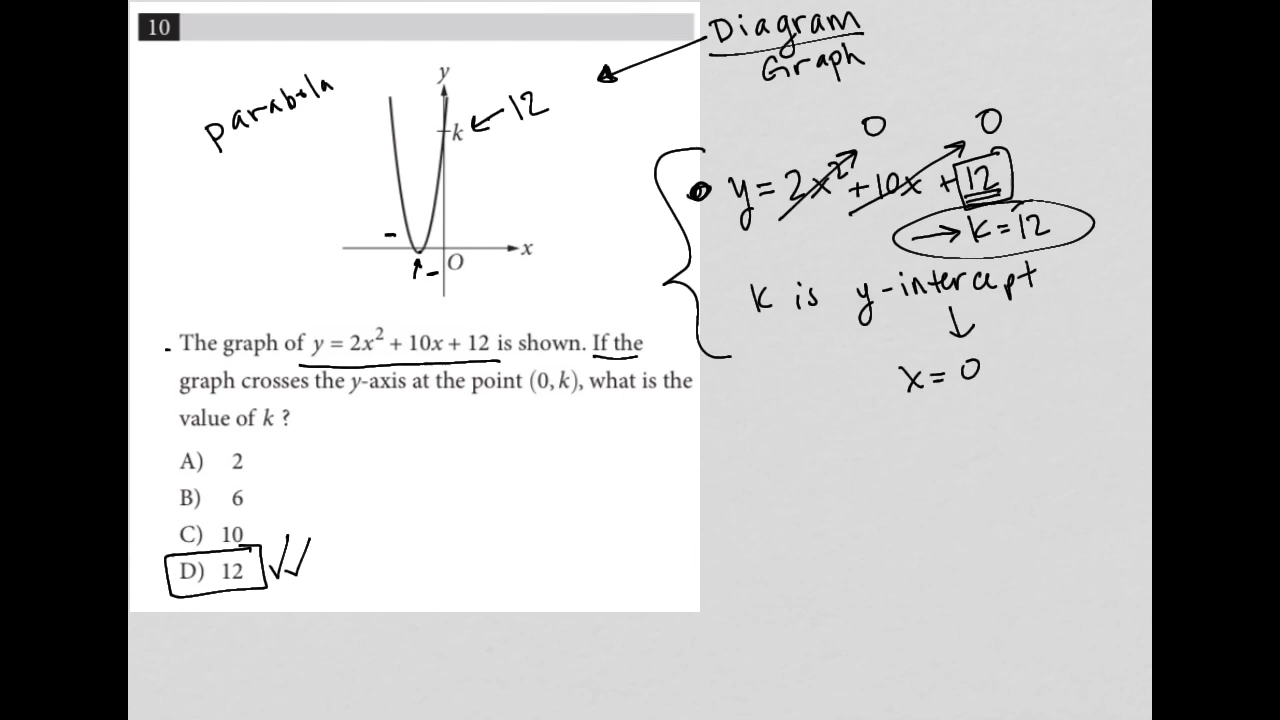 10
Diagram
Graph
parabola
y
k
12
x
O
0 0
y = 2x² + 10x + 12
→ k = 12
k is y-intercept
↓
x = 0
The graph of y = 2x² + 10x + 12 is shown. If the
graph crosses the y-axis at the point (0, k), what is the
value of k ?
A) 2
B) 6
C) 10
D) 12